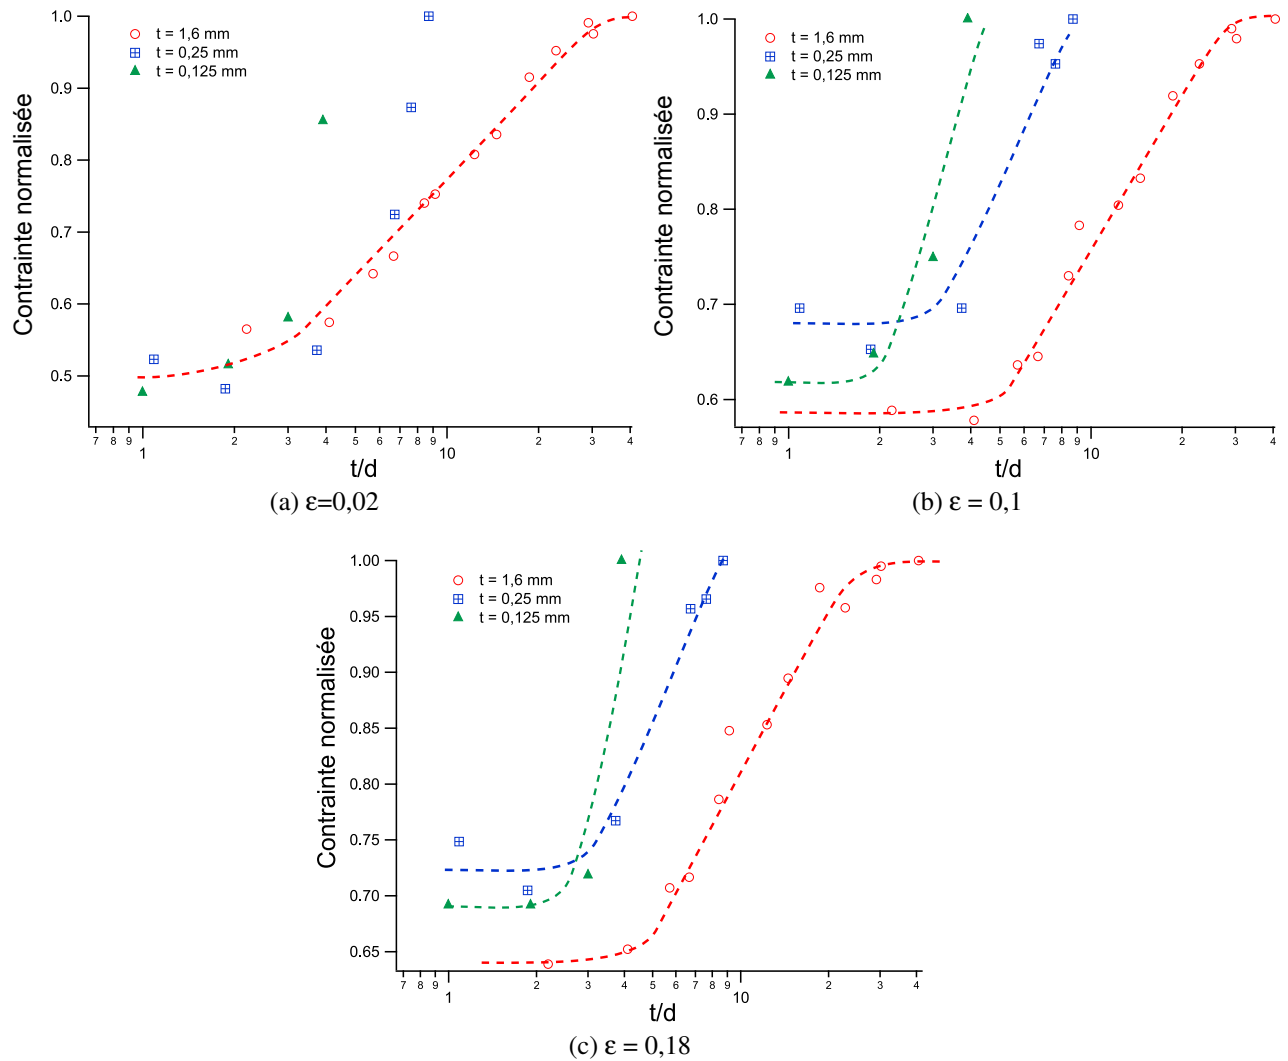 1.0
0.9
0.8
0.7
0.6
0.5
Contrainte normalisée
t = 1,6 mm
t = 0,25 mm
t = 0,125 mm
7 8 9 1 2 3 4 5 6 7 8 9 10 2 3 4
t/d
(a) ε=0,02
1.0
0.9
0.8
0.7
0.6
Contrainte normalisée
t = 1,6 mm
t = 0,25 mm
t = 0,125 mm
7 8 9 1 2 3 4 5 6 7 8 9 10 2 3 4
t/d
(b) ε = 0,1
1.00
0.95
0.90
0.85
0.80
0.75
0.70
0.65
Contrainte normalisée
t = 1,6 mm
t = 0,25 mm
t = 0,125 mm
7 8 9 1 2 3 4 5 6 7 8 9 10 2 3 4
t/d
(c) ε = 0,18